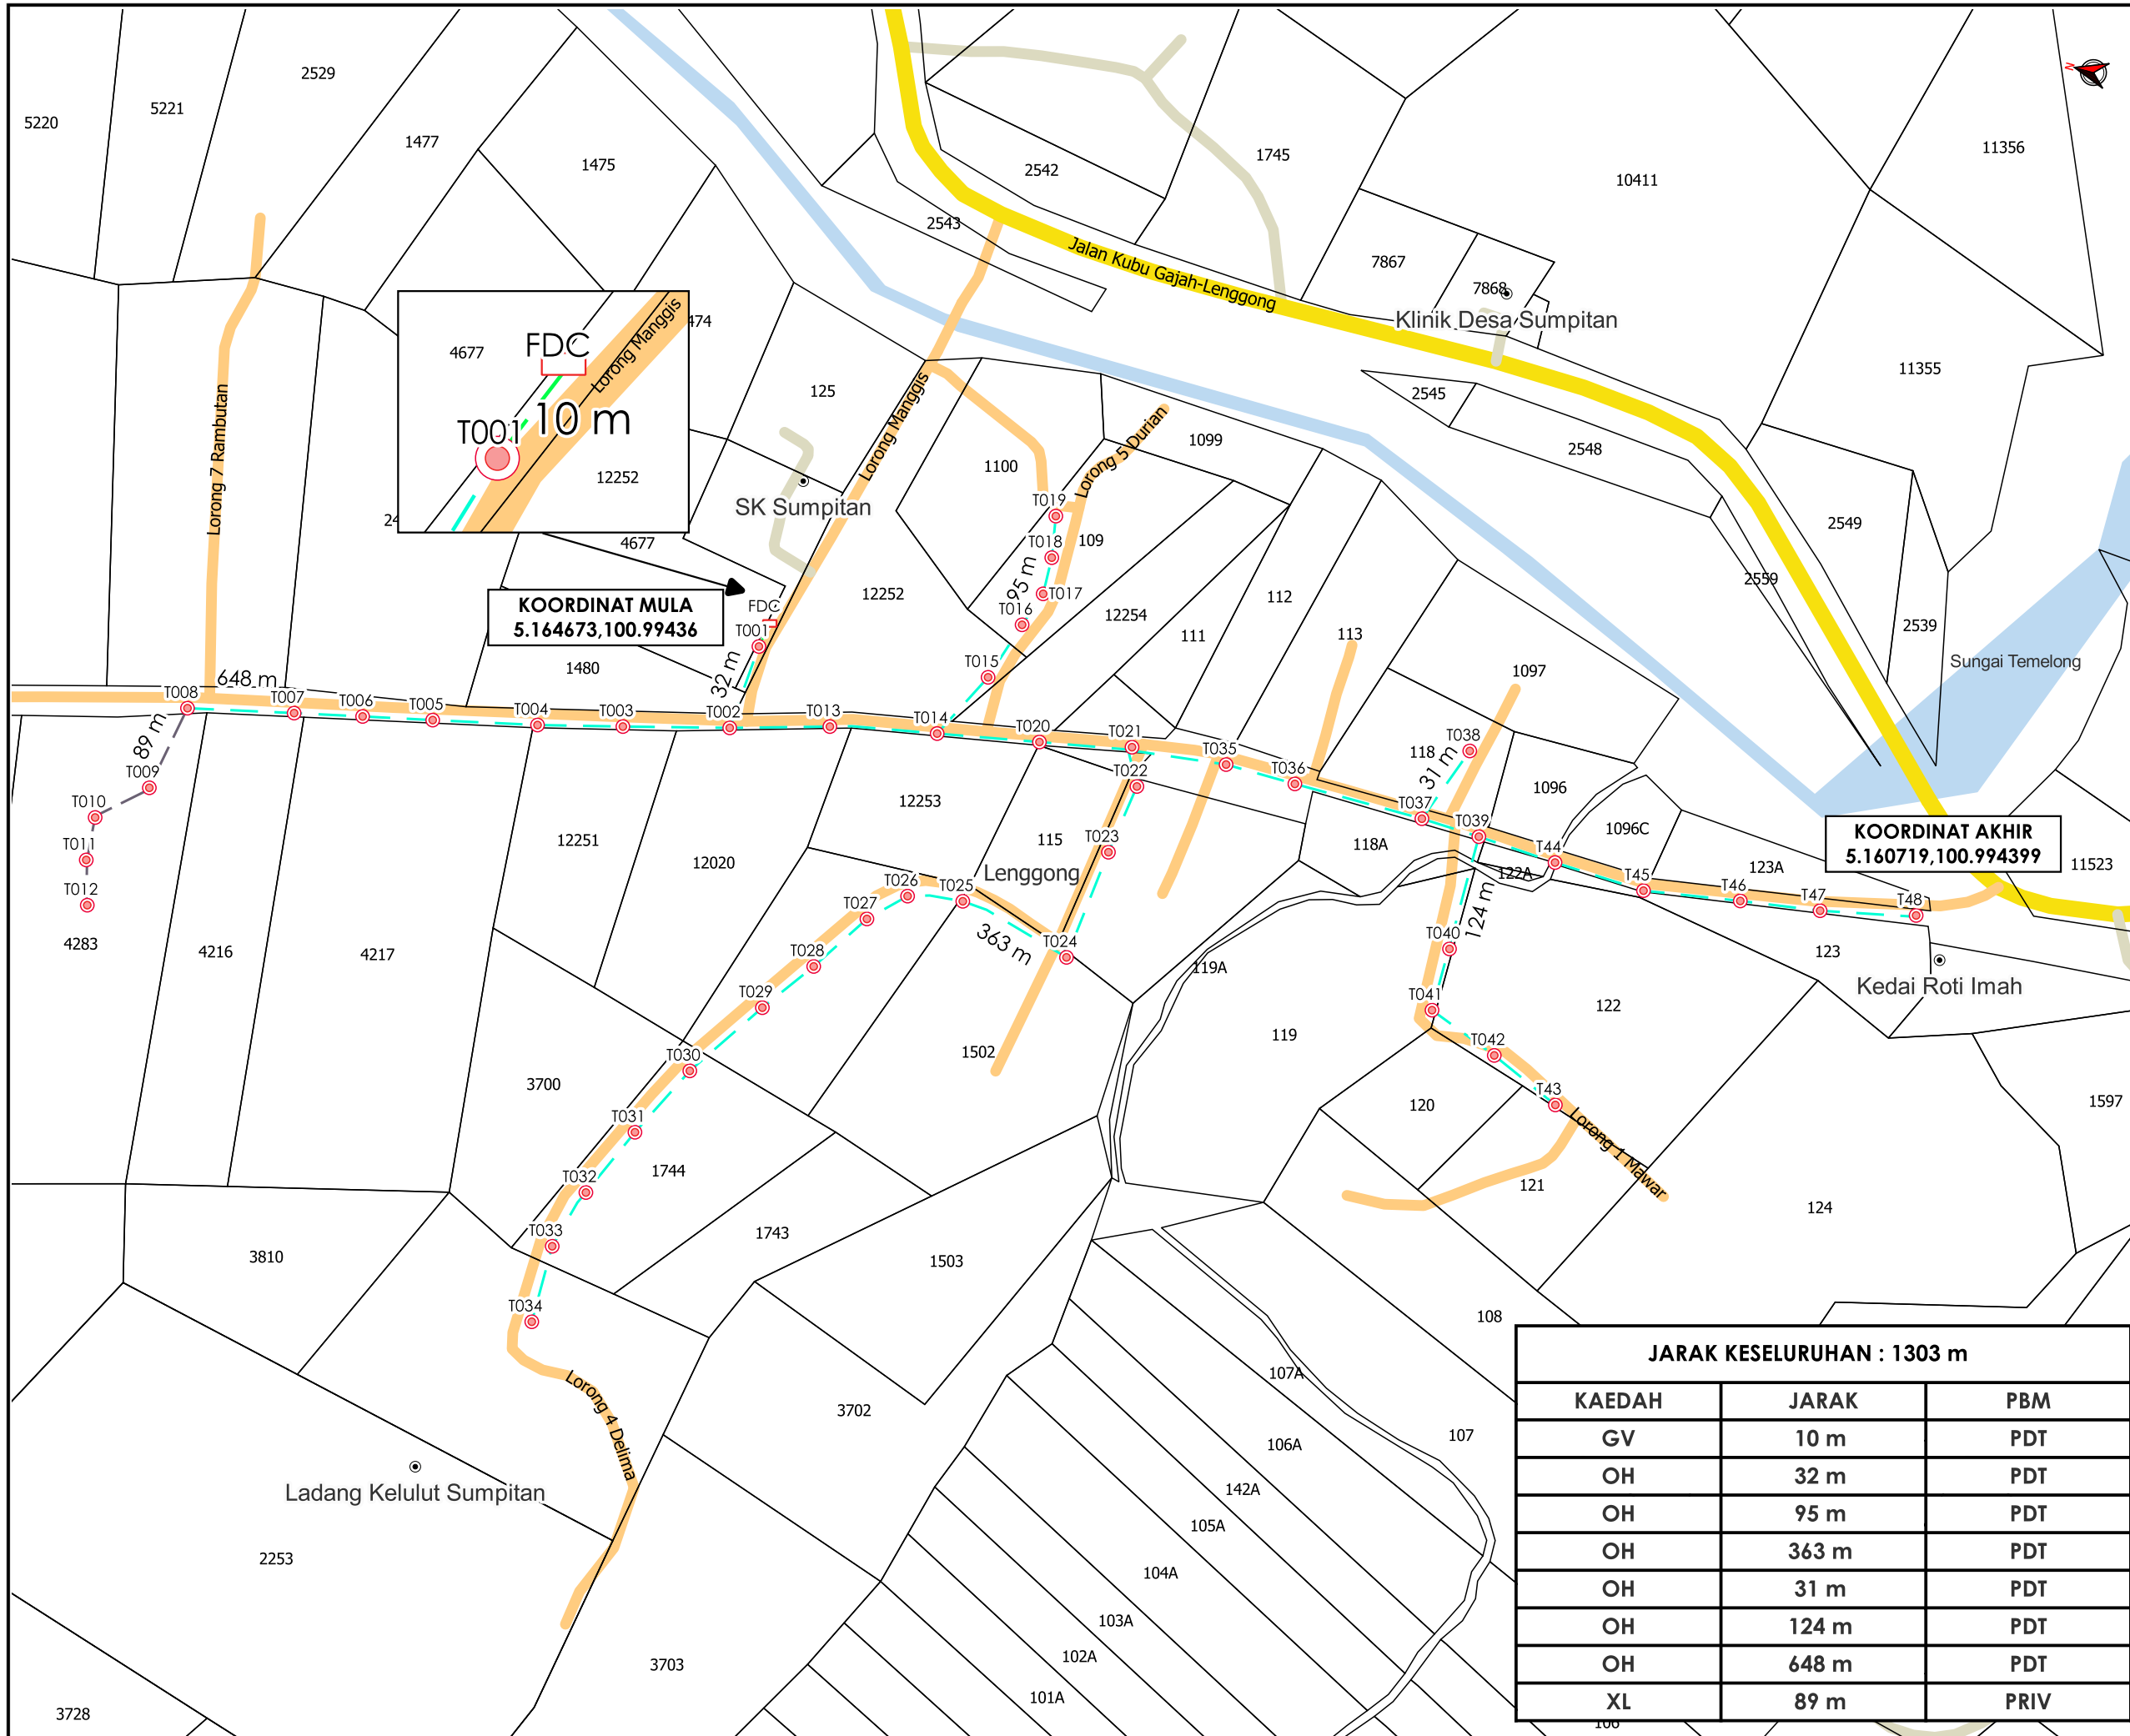 5220
5221
2529
1477
1475
2542
2543
1745
10411
11356
N
Jalan Kubu Gajah-Lenggong
7867
7868
Klinik Desa Sumpitan
11355
2545
2548
2549
2559
2539
Sungai Temelong
Lorong 7 Rambutan
4677
474
FDC
Lorong Manggis
T001
10 m
12252
24
4677
125
SK Sumpitan
Lorong Manggis
1100
1099
Lorong 5 Durian
T019
T018
109
95 m
T017
T016
12252
12254
112
111
113
1097
KOORDINAT MULA
5.164673,100.99436
FDC
T001
32 m
1480
T015
648 m
T008
T007
T006
T005
T004
T003
T002
T013
T014
T020
T021
T035
T036
T022
118
T038
31 m
T037
T039
1096
1096C
89 m
T009
T010
T011
T012
4283
4216
4217
12251
12020
12253
115
T023
118A
T44
122A
T45
123A
T46
T47
T48
KOORDINAT AKHIR
5.160719,100.994399
11523
Lenggong
T026
T025
T027
T028
T029
363 m
T024
124 m
T040
119A
T041
123
Kedai Roti Imah
122
T042
119
T43
120
Lorong 1 Mawar
121
124
1597
1502
T030
3700
T031
1744
T032
T033
1743
1503
3810
T034
Lorong 4 Delima
3702
Ladang Kelulut Sumpitan
2253
3703
3728
108
107A
107
106A
142A
105A
104A
103A
102A
101A
106
JARAK KESELURUHAN : 1303 m
KAEDAH JARAK PBM
GV 10 m PDT
OH 32 m PDT
OH 95 m PDT
OH 363 m PDT
OH 31 m PDT
OH 124 m PDT
OH 648 m PDT
XL 89 m PRIV